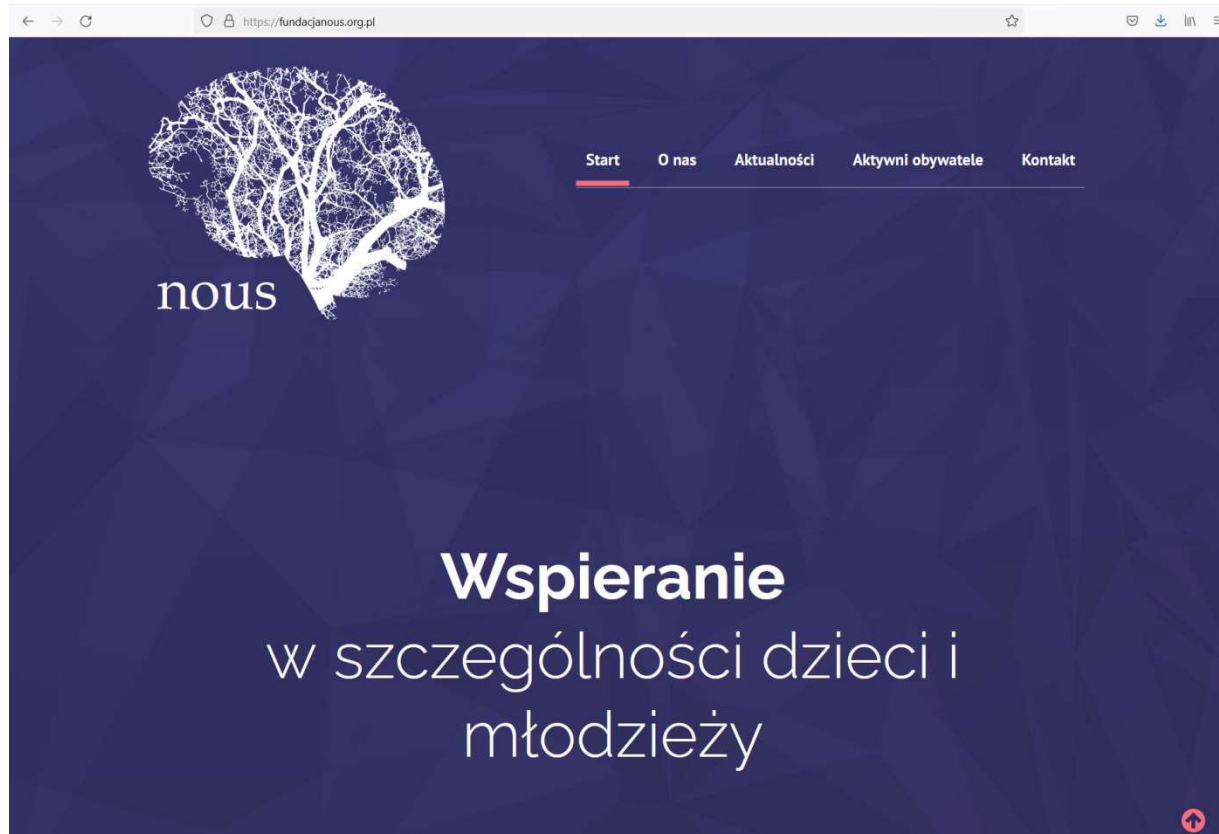 https://fundacjanous.org.pl
Start O nas Aktualności Aktywni obywatele Kontakt
nous
Wspieranie
w szczególności dzieci i
młodzieży